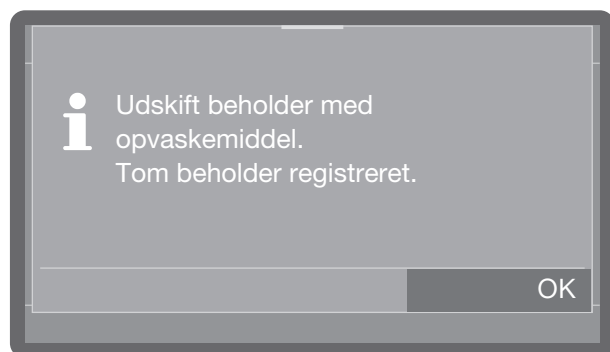 Udskift beholder med
opvaskemiddel.
Tom beholder registreret.
OK